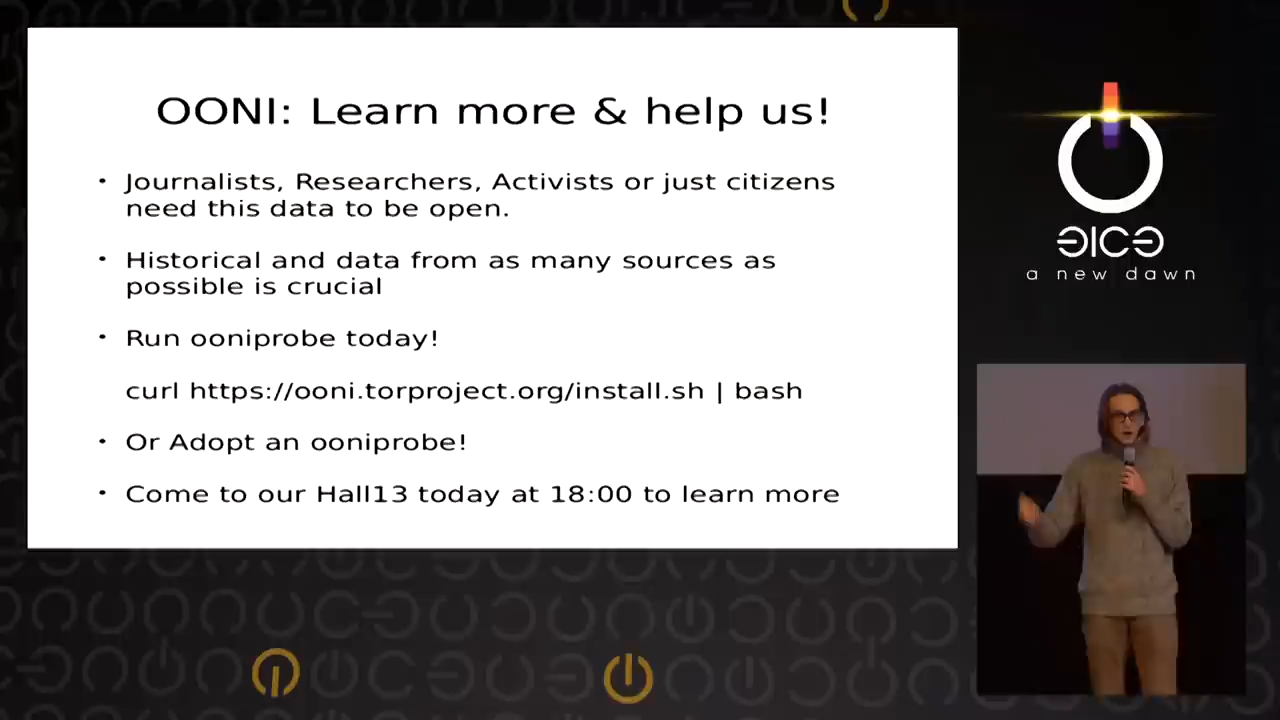 OONI: Learn more & help us!
• Journalists, Researchers, Activists or just citizens
need this data to be open.
• Historical and data from as many sources as
possible is crucial
• Run ooniprobe today!
curl https://ooni.torproject.org/install.sh | bash
• Or Adopt an ooniprobe!
• Come to our Hall13 today at 18:00 to learn more
31C3
a new dawn